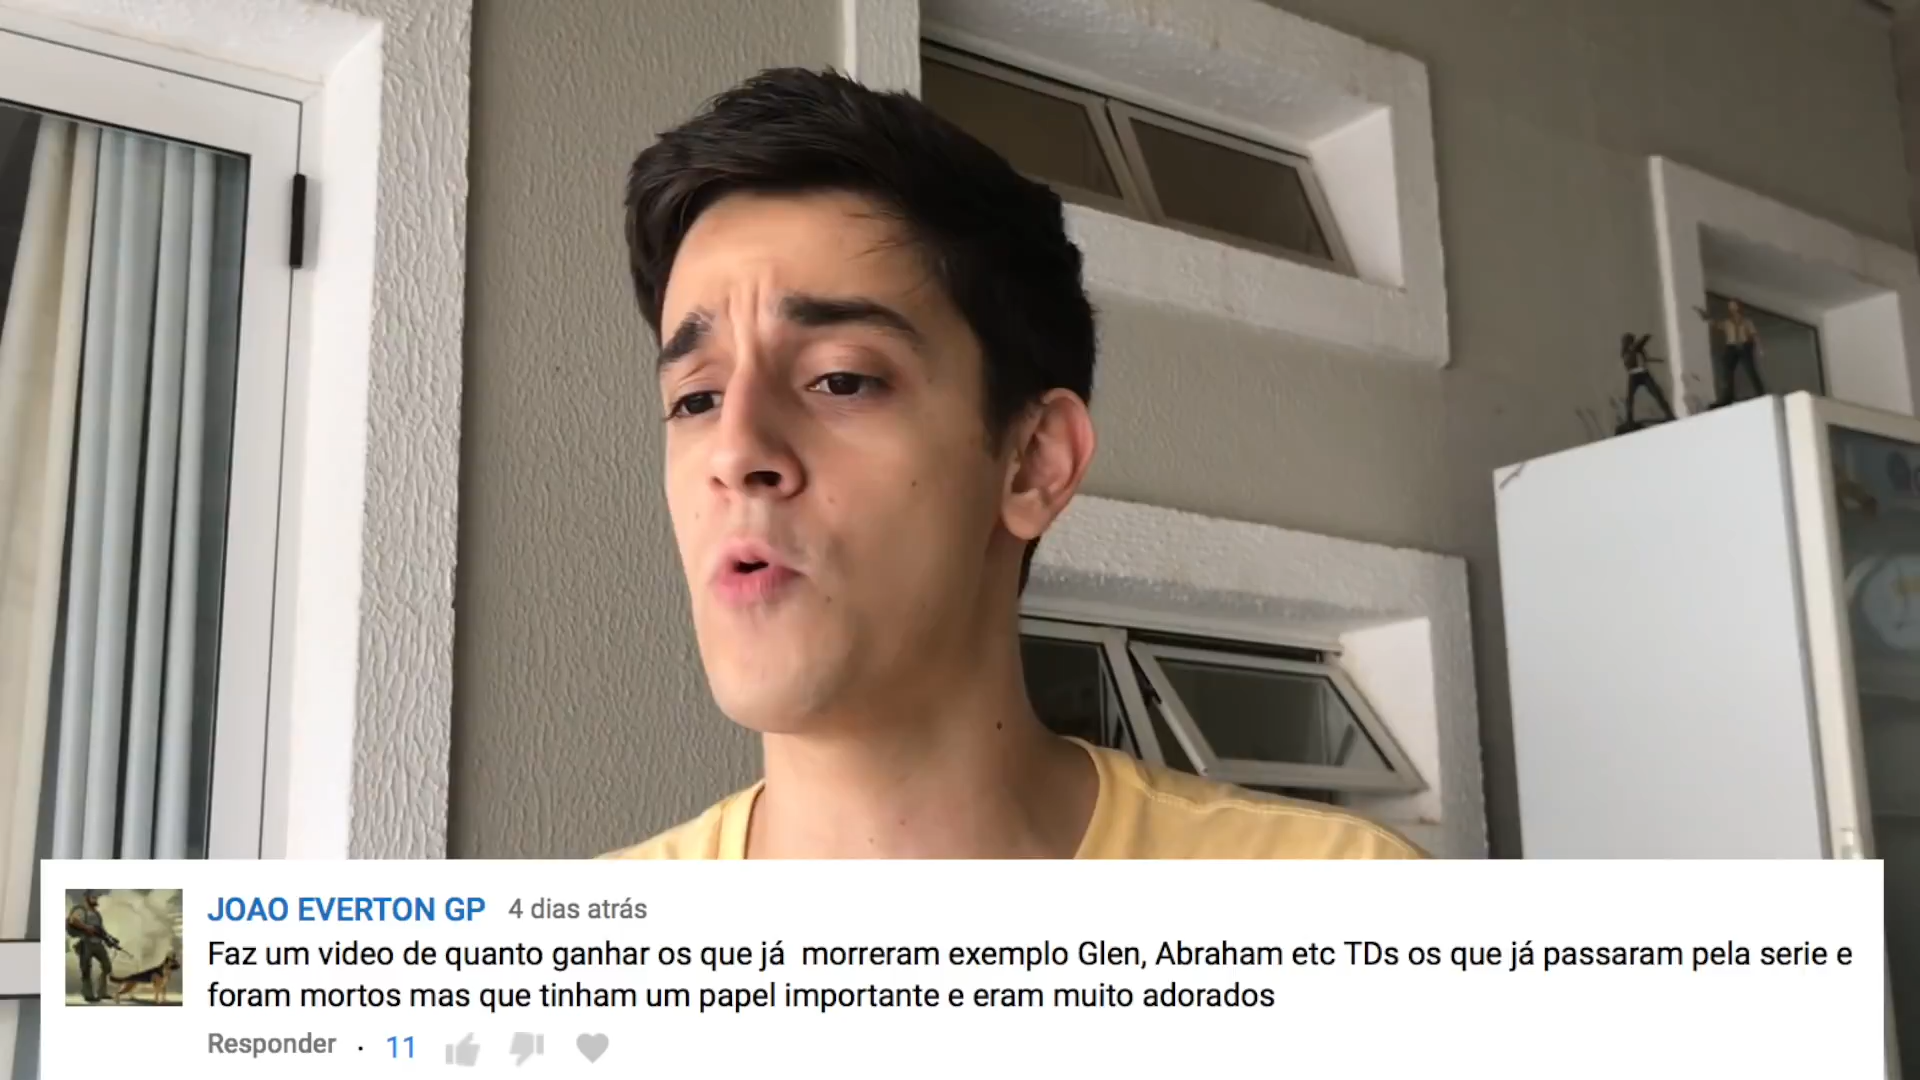 JOAO EVERTON GP 4 dias atrás
Faz um video de quanto ganhar os que já  morreram exemplo Glen, Abraham etc TDs os que já passaram pela serie e
foram mortos mas que tinham um papel importante e eram muito adorados
Responder · 11